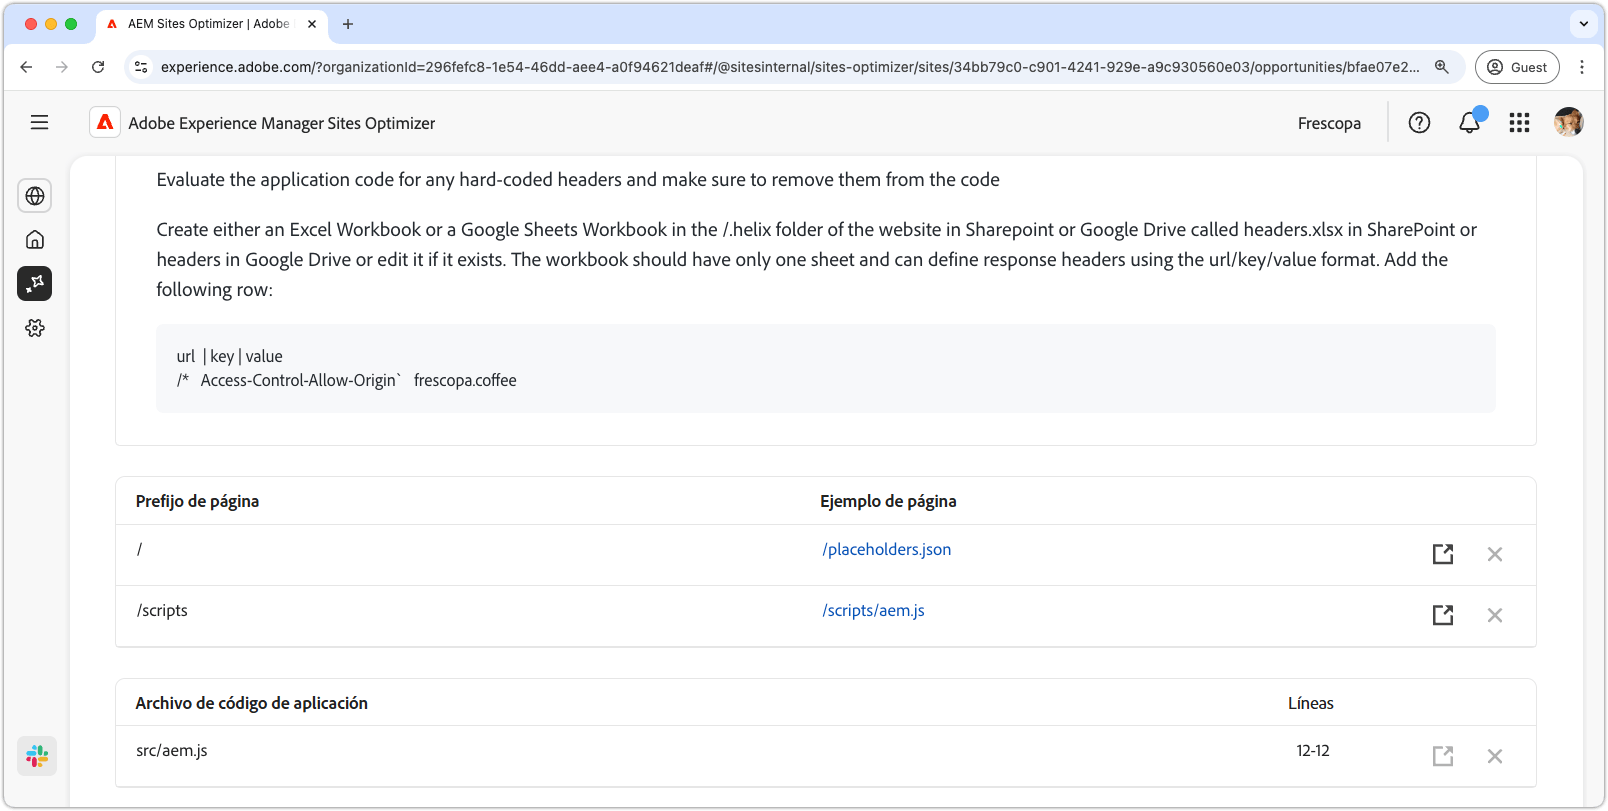 AEM Sites Optimizer | Adobe
experience.adobe.com/?organizationId=296fefc8-1e54-46dd-aee4-a0f94621deaf#/@sitesinternal/sites-optimizer/sites/34bb79c0-c901-4241-929e-a9c930560e03/opportunities/bfae07e2...
Guest
Adobe Experience Manager Sites Optimizer
Frescopa
Evaluate the application code for any hard-coded headers and make sure to remove them from the code
Create either an Excel Workbook or a Google Sheets Workbook in the /.helix folder of the website in Sharepoint or Google Drive called headers.xlsx in SharePoint or
headers in Google Drive or edit it if it exists. The workbook should have only one sheet and can define response headers using the url/key/value format. Add the
following row:
url | key | value
/* Access-Control-Allow-Origin` frescopa.coffee
Prefijo de página Ejemplo de página
/ /placeholders.json
/scripts /scripts/aem.js
Archivo de código de aplicación Líneas
src/aem.js 12-12